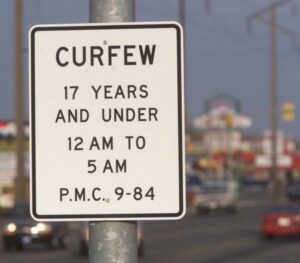 CURFEW
17 YEARS
AND UNDER
12 AM TO
5 AM
P.M.C. 9-84